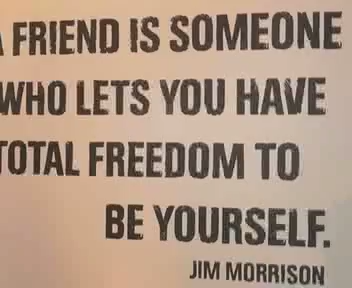 A FRIEND IS SOMEONE
WHO LETS YOU HAVE
TOTAL FREEDOM TO
BE YOURSELF.
JIM MORRISON